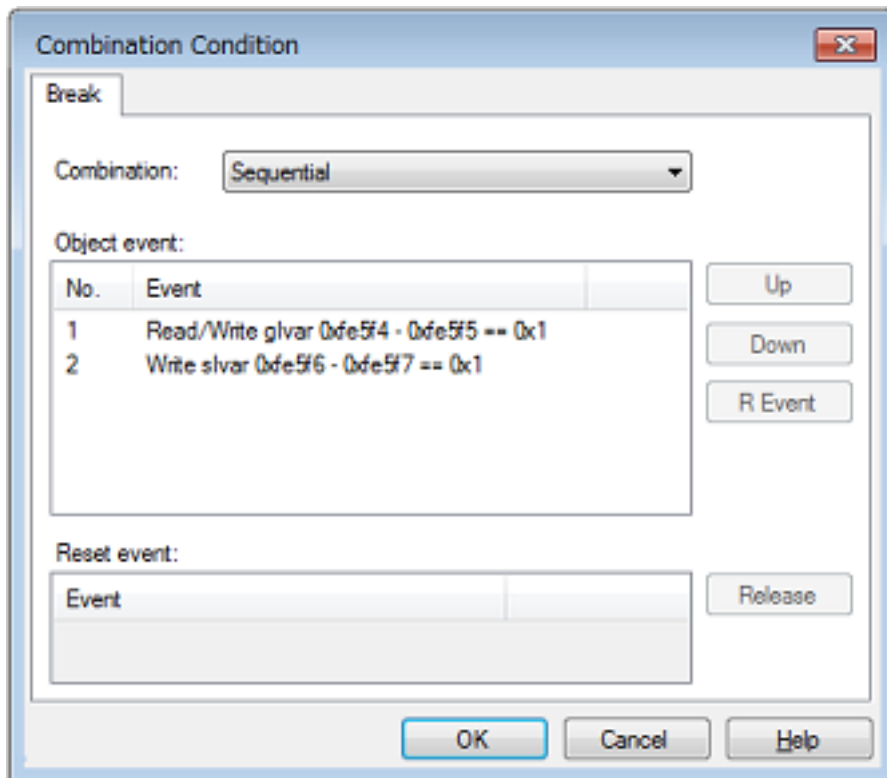 Combination Condition
Break
Combination: Sequential
Object event:
No. Event
1 Read/Write glvar 0xfe5f4 - 0xfe5f5 == 0x1
2 Write slvar 0xfe5f6 - 0xfe5f7 == 0x1
Up
Down
R Event
Reset event:
Event
Release
OK Cancel Help